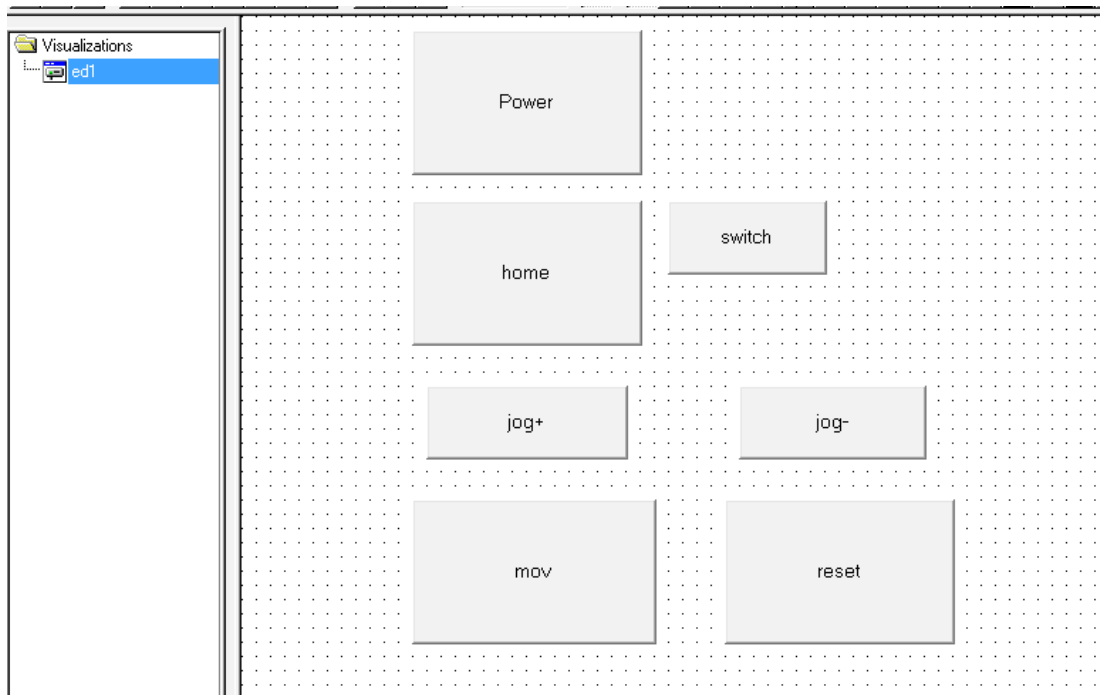 Visualizations
ed1
Power
home
switch
jog+
jog-
mov
reset